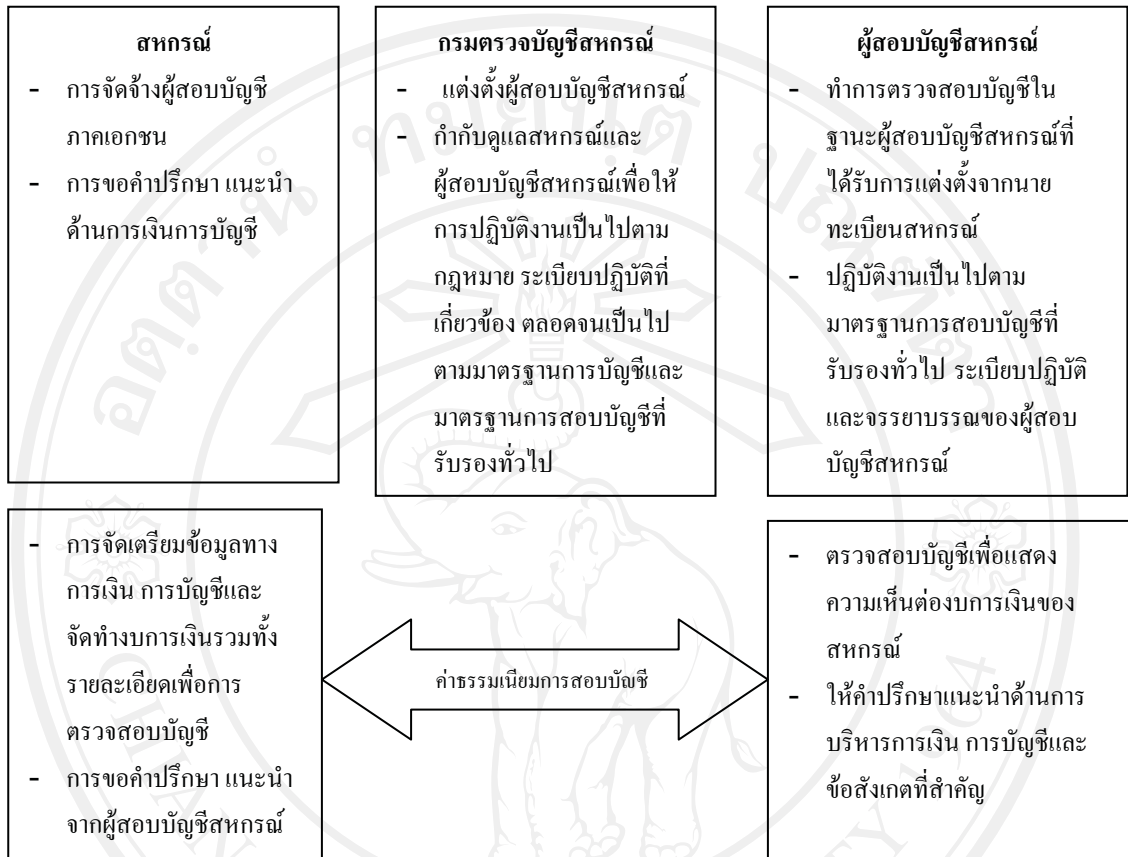 สหกรณ์
- การจัดจ้างผู้สอบบัญชี
ภาคเอกชน
- การขอคำปรึกษา แนะนำ
ด้านการเงินการบัญชี
กรมตรวจบัญชีสหกรณ์
- แต่งตั้งผู้สอบบัญชีสหกรณ์
- กำกับดูแลสหกรณ์และ
ผู้สอบบัญชีสหกรณ์เพื่อให้
การปฏิบัติงานเป็นไปตาม
กฎหมาย ระเบียบปฏิบัติที่
เกี่ยวข้อง ตลอดจนเป็นไป
ตามมาตรฐานการบัญชีและ
มาตรฐานการสอบบัญชีที่
รับรองทั่วไป
ผู้สอบบัญชีสหกรณ์
- ทำการตรวจสอบบัญชีใน
ฐานะผู้สอบบัญชีสหกรณ์ที่
ได้รับการแต่งตั้งจากนาย
ทะเบียนสหกรณ์
- ปฏิบัติงานเป็นไปตาม
มาตรฐานการสอบบัญชีที่
รับรองทั่วไป ระเบียบปฏิบัติ
และจรรยาบรรณของผู้สอบ
บัญชีสหกรณ์
- การจัดเตรียมข้อมูลทาง
การเงิน การบัญชีและ
จัดทำงบการเงินรวมทั้ง
รายละเอียดเพื่อการ
ตรวจสอบบัญชี
- การขอคำปรึกษา แนะนำ
จากผู้สอบบัญชีสหกรณ์
ค่าธรรมเนียมการสอบบัญชี
- ตรวจสอบบัญชีเพื่อแสดง
ความเห็นต่องบการเงินของ
สหกรณ์
- ให้คำปรึกษาแนะนำด้านการ
บริหารการเงิน การบัญชีและ
ข้อสังเกตที่สำคัญ